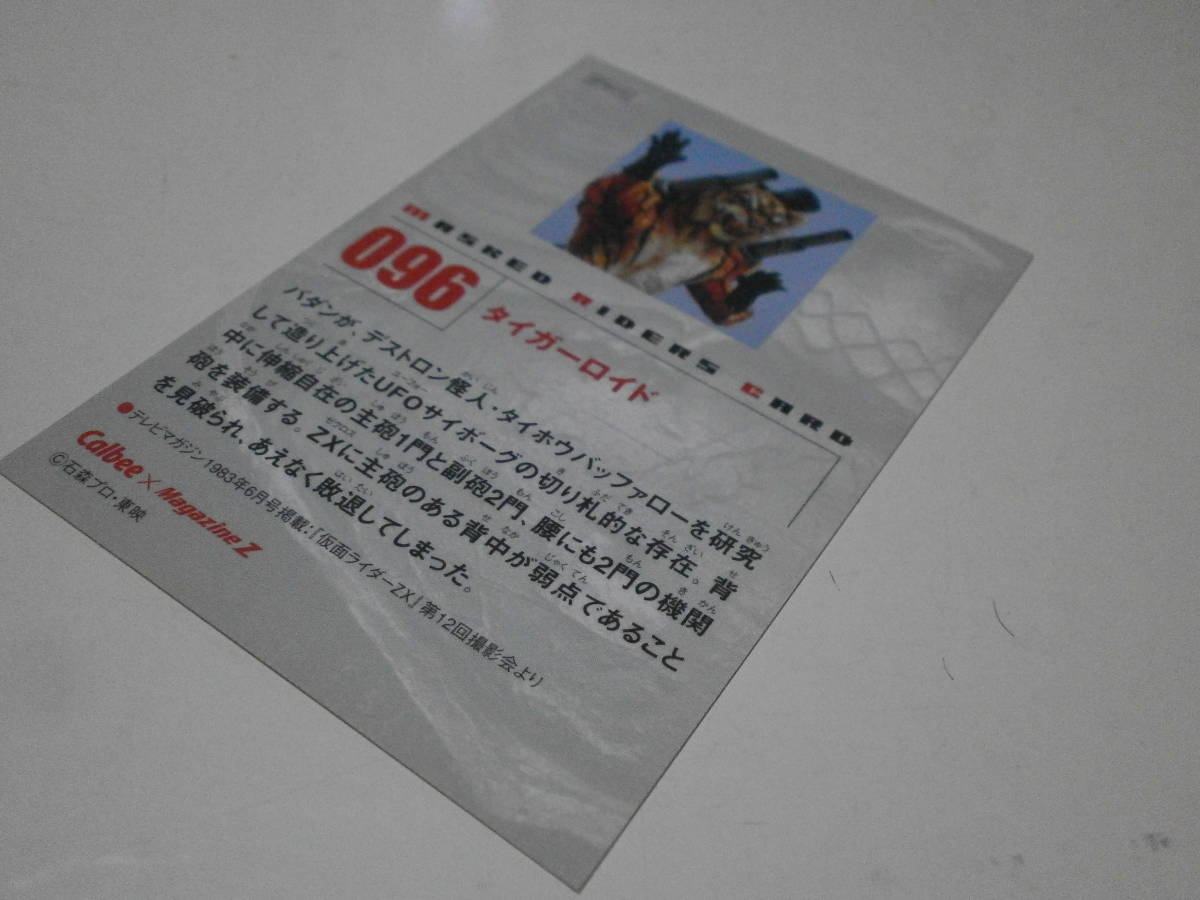 MASKED RIDERS CARD
096
タイガーロイド
バダンが、デストロン怪人・タイホウバッファローを研究
して造り上げたUFOサイボーグの切り札的な存在。背
中に伸縮自在の主砲1門と副砲2門、腰にも2門の機関
砲を装備する。ZXに主砲のある背中が弱点であること
を見破られ、あえなく敗退してしまった。
●テレビマガジン1983年6月号掲載:『仮面ライダーZX』第12回撮影会より
Calbee × Magazine Z
©石森プロ・東映